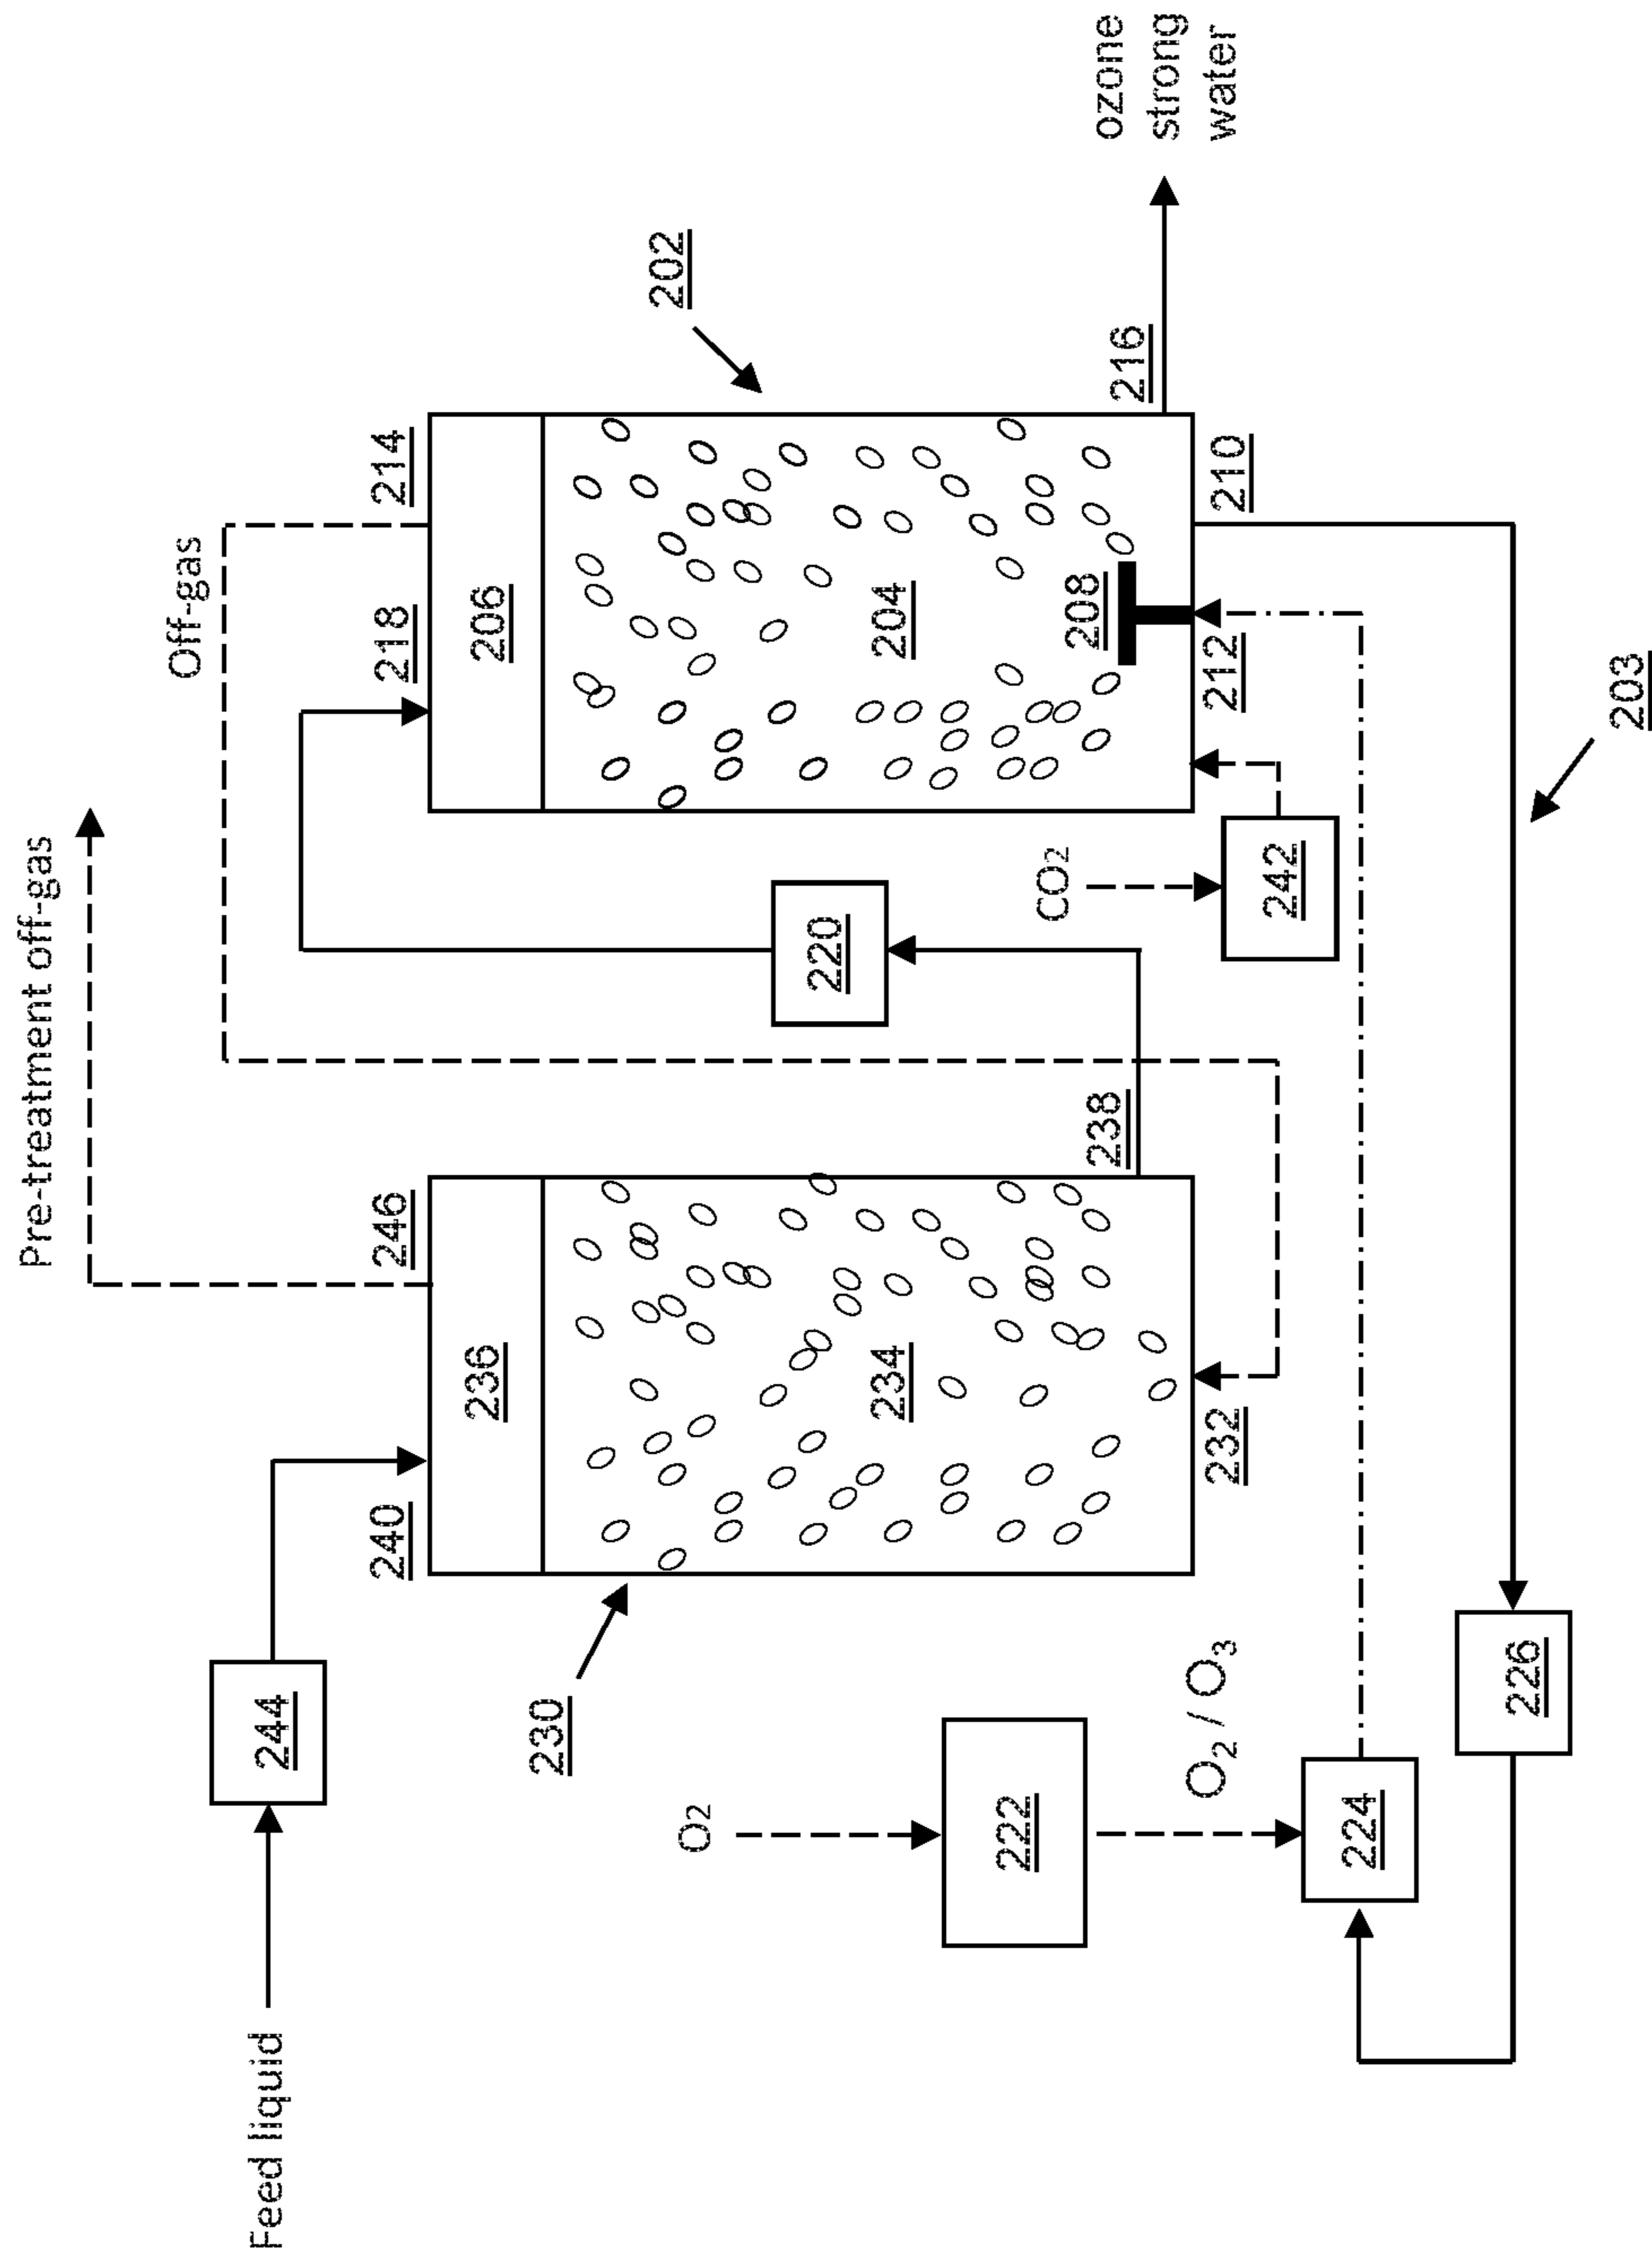 Pre-treatment off-gas
Off-gas
Feed liquid
244
240
246
218
214
230
236
206
202
O2
220
234
204
CO2
208
ozone
strong
water
238
216
222
O2 / O3
232
242
212
210
224
226
203